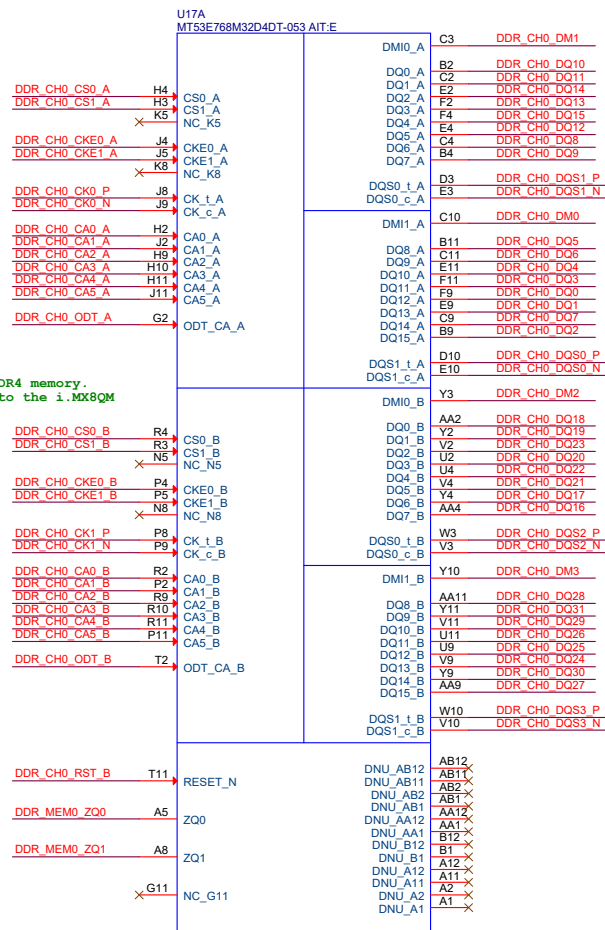 U17A
MT53E768M32D4DT-053 AIT:E
DMI0_A C3 DDR_CH0_DM1
DQ0_A B2 DDR_CH0_DQ10
DQ1_A C2 DDR_CH0_DQ11
DDR_CH0_CS0_A H4 CS0_A DQ2_A E2 DDR_CH0_DQ14
DDR_CH0_CS1_A H3 CS1_A DQ3_A F2 DDR_CH0_DQ13
K5 NC_K5 DQ4_A F4 DDR_CH0_DQ15
DQ5_A E4 DDR_CH0_DQ12
DDR_CH0_CKE0_A J4 CKE0_A DQ6_A C4 DDR_CH0_DQ8
DDR_CH0_CKE1_A J5 CKE1_A DQ7_A B4 DDR_CH0_DQ9
K8 NC_K8
DQS0_t_A D3 DDR_CH0_DQS1_P
DDR_CH0_CK0_P J8 CK_t_A DQS0_c_A E3 DDR_CH0_DQS1_N
DDR_CH0_CK0_N J9 CK_c_A
DMI1_A C10 DDR_CH0_DM0
DDR_CH0_CA0_A H2 CA0_A
DDR_CH0_CA1_A J2 CA1_A DQ8_A B11 DDR_CH0_DQ5
DDR_CH0_CA2_A H9 CA2_A DQ9_A C11 DDR_CH0_DQ6
DDR_CH0_CA3_A H10 CA3_A DQ10_A E11 DDR_CH0_DQ4
DDR_CH0_CA4_A H11 CA4_A DQ11_A F11 DDR_CH0_DQ3
DDR_CH0_CA5_A J11 CA5_A DQ12_A F9 DDR_CH0_DQ0
DQ13_A E9 DDR_CH0_DQ1
DDR_CH0_ODT_A G2 ODT_CA_A DQ14_A C9 DDR_CH0_DQ7
DQ15_A B9 DDR_CH0_DQ2
DQS1_t_A D10 DDR_CH0_DQS0_P
DQS1_c_A E10 DDR_CH0_DQS0_N
DR4 memory.
to the i.MX8QM
DMI0_B Y3 DDR_CH0_DM2
DQ0_B AA2 DDR_CH0_DQ18
DDR_CH0_CS0_B R4 CS0_B DQ1_B Y2 DDR_CH0_DQ19
DDR_CH0_CS1_B R3 CS1_B DQ2_B V2 DDR_CH0_DQ23
N5 NC_N5 DQ3_B U2 DDR_CH0_DQ20
DQ4_B U4 DDR_CH0_DQ22
DDR_CH0_CKE0_B P4 CKE0_B DQ5_B V4 DDR_CH0_DQ21
DDR_CH0_CKE1_B P5 CKE1_B DQ6_B Y4 DDR_CH0_DQ17
N8 NC_N8 DQ7_B AA4 DDR_CH0_DQ16
DDR_CH0_CK1_P P8 CK_t_B DQS0_t_B W3 DDR_CH0_DQS2_P
DDR_CH0_CK1_N P9 CK_c_B DQS0_c_B V3 DDR_CH0_DQS2_N
DDR_CH0_CA0_B R2 CA0_B DMI1_B Y10 DDR_CH0_DM3
DDR_CH0_CA1_B P2 CA1_B
DDR_CH0_CA2_B R9 CA2_B DQ8_B AA11 DDR_CH0_DQ28
DDR_CH0_CA3_B R10 CA3_B DQ9_B Y11 DDR_CH0_DQ31
DDR_CH0_CA4_B R11 CA4_B DQ10_B V11 DDR_CH0_DQ29
DDR_CH0_CA5_B P11 CA5_B DQ11_B U11 DDR_CH0_DQ26
DQ12_B U9 DDR_CH0_DQ25
DDR_CH0_ODT_B T2 ODT_CA_B DQ13_B V9 DDR_CH0_DQ24
DQ14_B Y9 DDR_CH0_DQ30
DQ15_B AA9 DDR_CH0_DQ27
DQS1_t_B W10 DDR_CH0_DQS3_P
DQS1_c_B V10 DDR_CH0_DQS3_N
DNU_AB12 AB12
DDR_CH0_RST_B T11 RESET_N DNU_AB11 AB11
DNU_AB2 AB2
DNU_AB1 AB1
DDR_MEM0_ZQ0 A5 ZQ0 DNU_AA12 AA12
DNU_AA1 AA1
DNU_B12 B12
DDR_MEM0_ZQ1 A8 ZQ1 DNU_B1 B1
DNU_A12 A12
DNU_A11 A11
G11 NC_G11 DNU_A2 A2
DNU_A1 A1